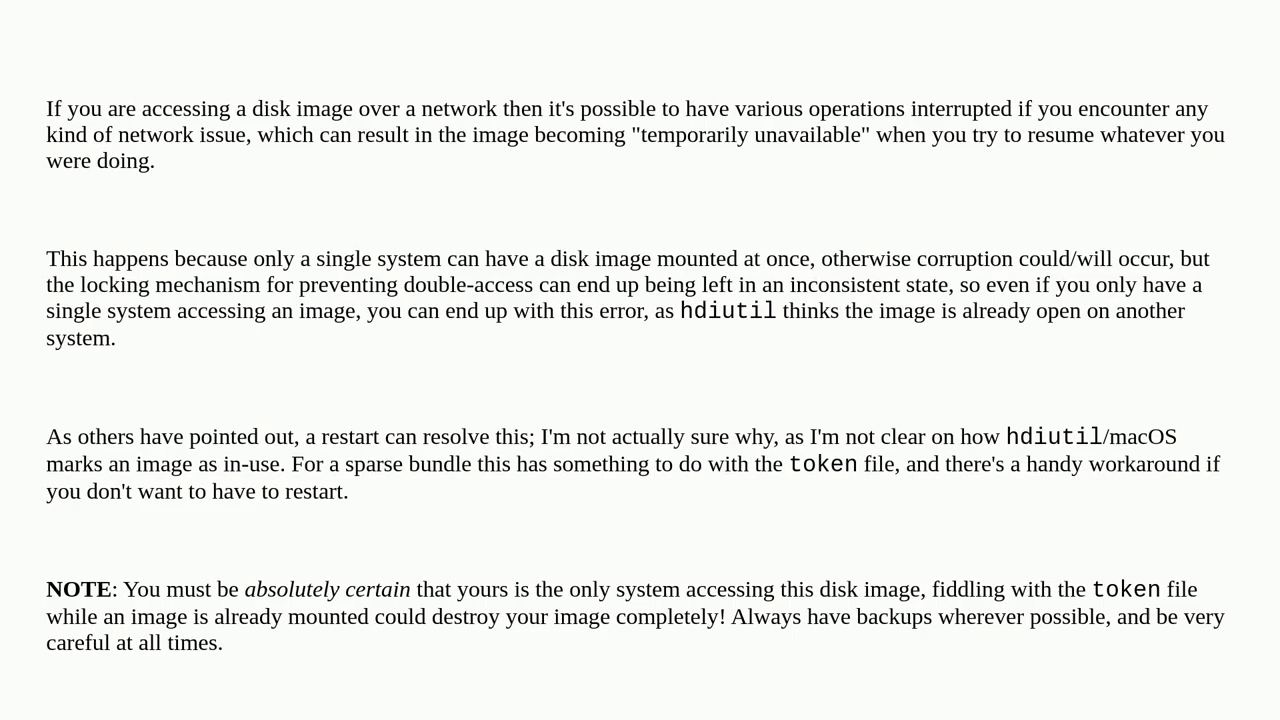 If you are accessing a disk image over a network then it's possible to have various operations interrupted if you encounter any
kind of network issue, which can result in the image becoming "temporarily unavailable" when you try to resume whatever you
were doing.
This happens because only a single system can have a disk image mounted at once, otherwise corruption could/will occur, but
the locking mechanism for preventing double-access can end up being left in an inconsistent state, so even if you only have a
single system accessing an image, you can end up with this error, as hdiutil thinks the image is already open on another
system.
As others have pointed out, a restart can resolve this; I'm not actually sure why, as I'm not clear on how hdiutil/macOS
marks an image as in-use. For a sparse bundle this has something to do with the token file, and there's a handy workaround if
you don't want to have to restart.
NOTE: You must be absolutely certain that yours is the only system accessing this disk image, fiddling with the token file
while an image is already mounted could destroy your image completely! Always have backups wherever possible, and be very
careful at all times.